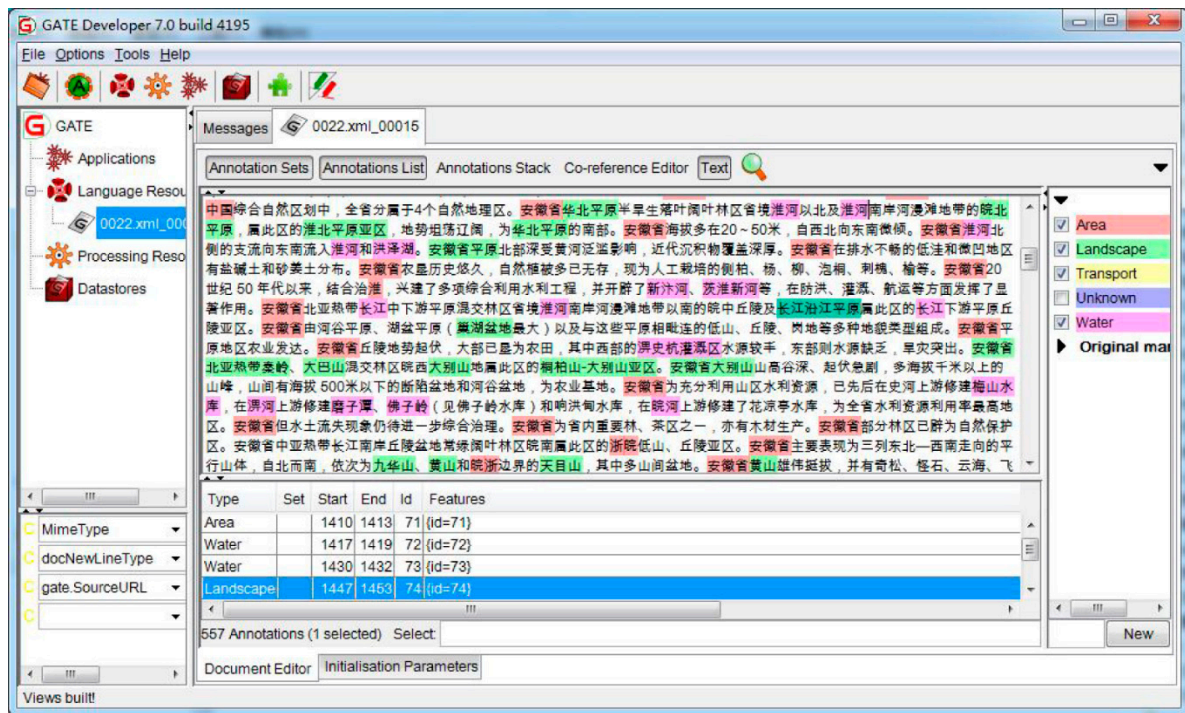 GATE Developer 7.0 build 4195
File Options Tools Help
GATE
Applications
Language Resou
0022.xml_000
Processing Reso
Datastores
Messages
0022.xml_00015
Annotation Sets Annotations List Annotations Stack Co-reference Editor Text
中国综合自然区划中，全省分属于4个自然地理区。安徽省华北平原半旱生落叶阔叶林区省境淮河以北及淮河南岸河漫滩地带的皖北
平原，属此区的淮北平原亚区，地势坦荡辽阔，为华北平原的南部。安徽省海拔多在20～50米，自西北向东南微倾。安徽省淮河北
侧的支流向东南流入淮河和洪泽湖。安徽省平原北部深受黄河泛滥影响，近代沉积物覆盖深厚。安徽省在排水不畅的低洼和微凹地区
有盐碱土和砂姜土分布。安徽省农垦历史悠久，自然植被多已无存，现为人工栽培的侧柏、杨、柳、泡桐、刺槐、榆等。安徽省20
世纪 50 年代以来，结合治淮，兴建了多项综合利用水利工程，并开辟了新汴河、茨淮新河等，在防洪、灌溉、航运等方面发挥了显
著作用。安徽省北亚热带长江中下游平原混交林区省境淮河南岸河漫滩地带以南的皖中丘陵及长江沿江平原属此区的长江下游平原丘
陵亚区。安徽省由河谷平原、湖盆平原（巢湖盆地最大）以及与这些平原相毗连的低山、丘陵、岗地等多种地貌类型组成。安徽省平
原地区农业发达。安徽省丘陵地势起伏，大部已垦为农田，其中西部的淠史杭灌溉区水源较丰，东部则水源缺乏，旱灾突出。安徽省
北亚热带秦岭、大巴山混交林区皖西大别山地属此区的桐柏山-大别山亚区。安徽省大别山山高谷深、起伏急剧，多海拔千米以上的
山峰，山间有海拔 500米以下的断陷盆地和河谷盆地，为农业基地。安徽省为充分利用山区水利资源，已先后在史河上游修建梅山水
库，在淠河上游修建磨子潭、佛子岭（见佛子岭水库）和响洪甸水库，在皖河上游修建了花凉亭水库，为全省水利资源利用率最高地
区。安徽省但水土流失现象仍待进一步综合治理。安徽省为省内重要林、茶区之一，亦有木材生产。安徽省部分林区已辟为自然保护
区。安徽省中亚热带长江南岸丘陵盆地常绿阔叶林区皖南属此区的浙皖低山、丘陵亚区。安徽省主要表现为三列东北—西南走向的平
行山体，自北而南，依次为九华山、黄山和皖浙边界的天目山，其中多山间盆地。安徽省黄山雄伟挺拔，并有奇松、怪石、云海、飞
Area
Landscape
Transport
Unknown
Water
Original mar
Type Set Start End Id Features
Area 1410 1413 71 {id=71}
Water 1417 1419 72 {id=72}
Water 1430 1432 73 {id=73}
Landscape 1447 1453 74 {id=74}
557 Annotations (1 selected) Select:
New
C MimeType
C docNewLineType
C gate.SourceURL
C
Document Editor Initialisation Parameters
Views built!